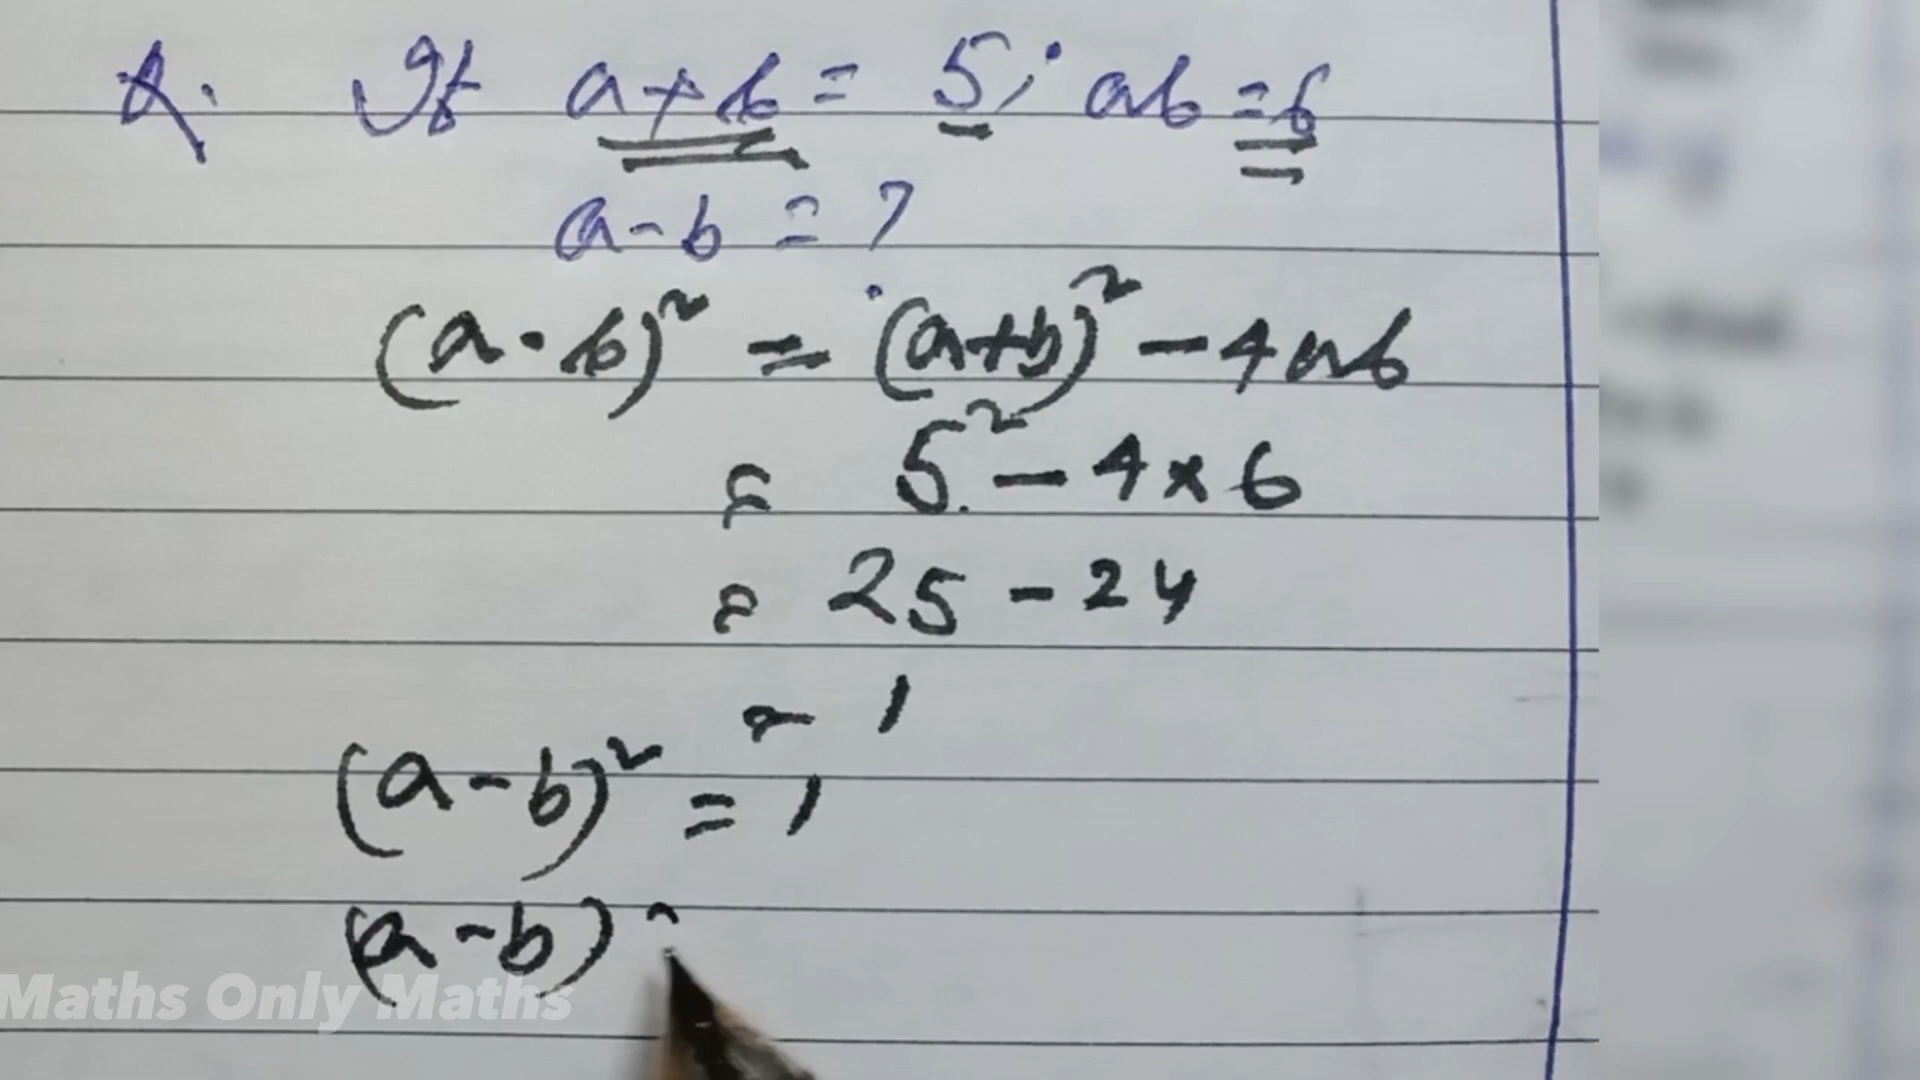 Q. If a+b = 5; ab = 6
a-b = ?
(a-b)² = (a+b)² - 4ab
= 5² - 4×6
= 25 - 24
= 1
(a-b)² = 1
(a-b) =
Maths Only Maths